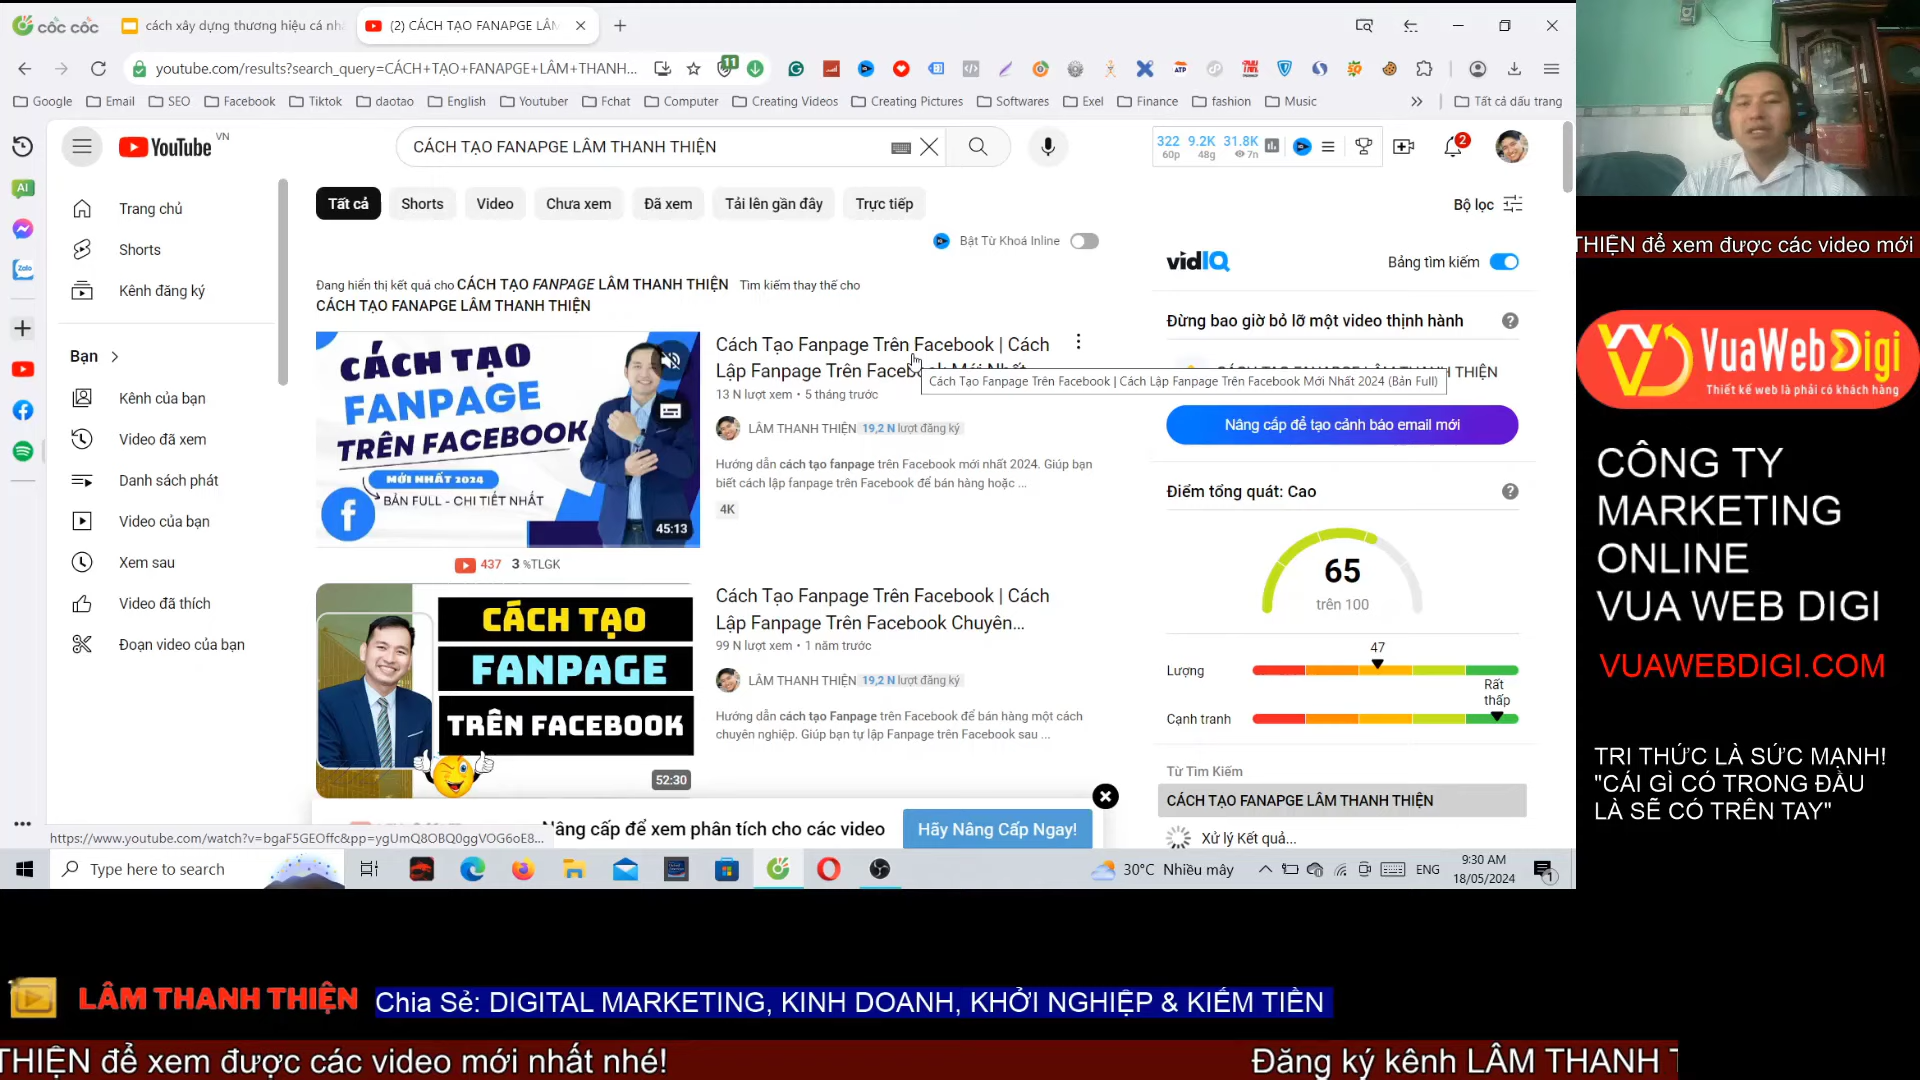 cốc cốc
cách xây dựng thương hiệu cá nhâ
(2) CÁCH TẠO FANAPGE LÂM
youtube.com/results?search_query=CÁCH+TẠO+FANAPGE+LÂM+THANH...
11
Google
Email
SEO
Facebook
Tiktok
daotao
English
Youtuber
Fchat
Computer
Creating Videos
Creating Pictures
Softwares
Exel
Finance
fashion
Music
Tất cả dấu trang
YouTube VN
CÁCH TẠO FANAPGE LÂM THANH THIỆN
322 9.2K 31.8K
60p 48g 7n
2
AI
Zalo
Trang chủ
Shorts
Kênh đăng ký
Bạn
Kênh của bạn
Video đã xem
Danh sách phát
Video của bạn
Xem sau
Video đã thích
Đoạn video của bạn
Tất cả
Shorts
Video
Chưa xem
Đã xem
Tải lên gần đây
Trực tiếp
Bộ lọc
Bật Từ Khoá Inline
Đang hiển thị kết quả cho CÁCH TẠO FANPAGE LÂM THANH THIỆN Tìm kiếm thay thế cho
CÁCH TẠO FANAPGE LÂM THANH THIỆN
CÁCH TẠO
FANPAGE
TRÊN FACEBOOK
MỚI NHẤT 2024
BẢN FULL - CHI TIẾT NHẤT
45:13
Cách Tạo Fanpage Trên Facebook | Cách
Lập Fanpage Trên Facebook Mới Nhất
Cách Tạo Fanpage Trên Facebook | Cách Lập Fanpage Trên Facebook Mới Nhất 2024 (Bản Full)
13 N lượt xem • 5 tháng trước
LÂM THANH THIỆN 19,2 N lượt đăng ký
Hướng dẫn cách tạo fanpage trên Facebook mới nhất 2024. Giúp bạn
biết cách lập fanpage trên Facebook để bán hàng hoặc ...
4K
437 3 %TLGK
CÁCH TẠO
FANPAGE
TRÊN FACEBOOK
52:30
Cách Tạo Fanpage Trên Facebook | Cách
Lập Fanpage Trên Facebook Chuyên...
99 N lượt xem • 1 năm trước
LÂM THANH THIỆN 19,2 N lượt đăng ký
Hướng dẫn cách tạo Fanpage trên Facebook để bán hàng một cách
chuyên nghiệp. Giúp bạn tự lập Fanpage trên Facebook sau ...
Nâng cấp để xem phân tích cho các video
Hãy Nâng Cấp Ngay!
https://www.youtube.com/watch?v=bgaF5GEOffc&pp=ygUmQ8OBQ0ggVOG6oE8...
vidIQ
Bảng tìm kiếm
Đừng bao giờ bỏ lỡ một video thịnh hành
CÁCH TẠO FANAPGE LÂM THANH THIỆN
Nâng cấp để tạo cảnh báo email mới
Điểm tổng quát: Cao
65
trên 100
47
Lượng
Rất
thấp
Cạnh tranh
Từ Tìm Kiếm
CÁCH TẠO FANAPGE LÂM THANH THIỆN
Xử lý Kết quả...
Type here to search
30°C Nhiều mây
ENG
9:30 AM
18/05/2024
1
THIỆN để xem được các video mới
VuaWebDigi
Thiết kế web là phải có khách hàng
CÔNG TY
MARKETING
ONLINE
VUA WEB DIGI
VUAWEBDIGI.COM
TRI THỨC LÀ SỨC MẠNH!
"CÁI GÌ CÓ TRONG ĐẦU
LÀ SẼ CÓ TRÊN TAY"
LÂM THANH THIỆN
Chia Sẻ: DIGITAL MARKETING, KINH DOANH, KHỞI NGHIỆP & KIẾM TIỀN
THIỆN để xem được các video mới nhất nhé!
Đăng ký kênh LÂM THANH T